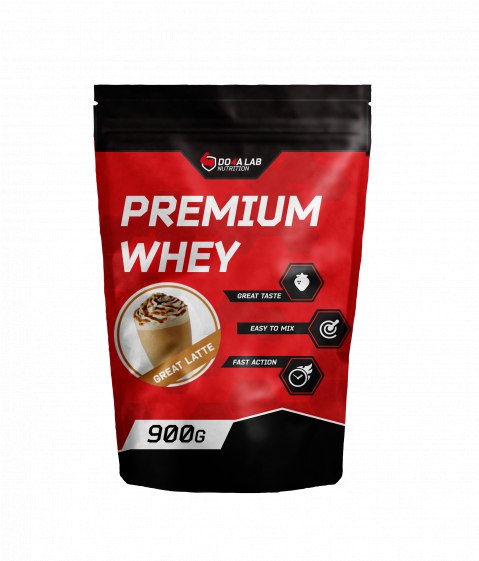 DO4A LAB
NUTRITION
PREMIUM
WHEY
GREAT TASTE
EASY TO MIX
FAST ACTION
GREAT LATTE
900G